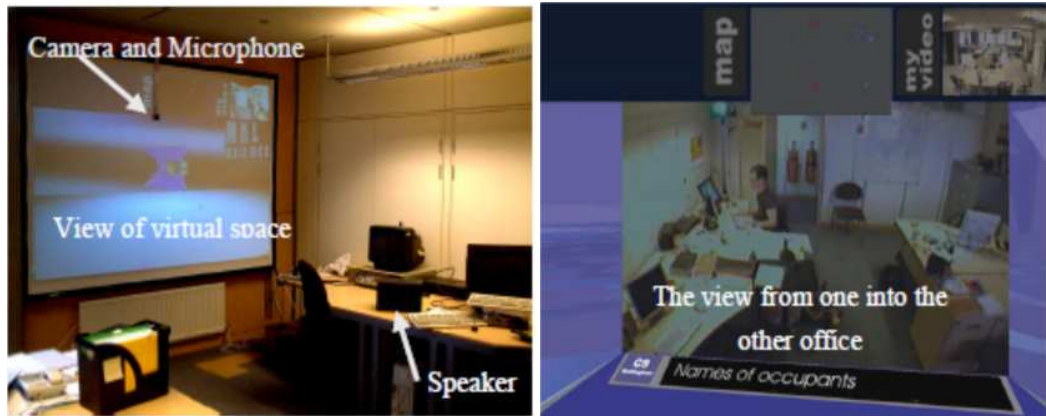 Camera and Microphone
View of virtual space
Speaker
map
my
video
The view from one into the
other office
Names of occupants